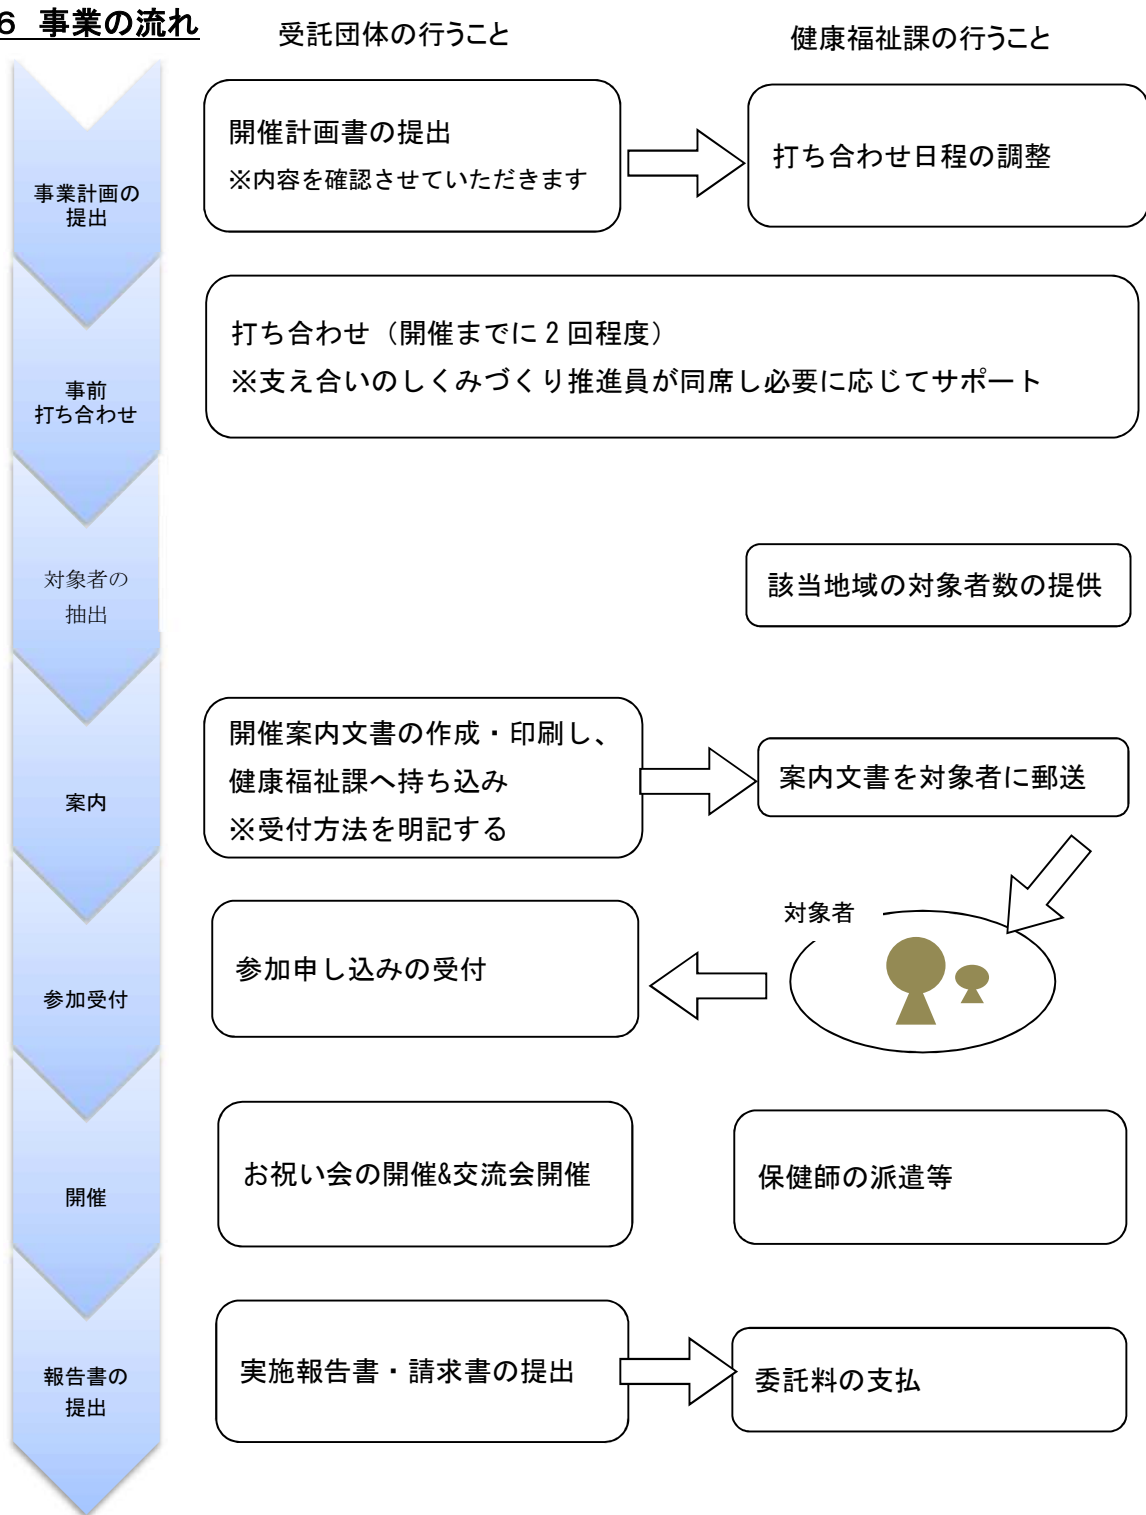 6 事業の流れ
受託団体の行うこと
健康福祉課の行うこと
事業計画の
提出
開催計画書の提出
※内容を確認させていただきます
打ち合わせ日程の調整
事前
打ち合わせ
打ち合わせ（開催までに２回程度）
※支え合いのしくみづくり推進員が同席し必要に応じてサポート
対象者の
抽出
該当地域の対象者数の提供
案内
開催案内文書の作成・印刷し、
健康福祉課へ持ち込み
※受付方法を明記する
案内文書を対象者に郵送
対象者
参加受付
参加申し込みの受付
開催
お祝い会の開催&交流会開催
保健師の派遣等
報告書の
提出
実施報告書・請求書の提出
委託料の支払